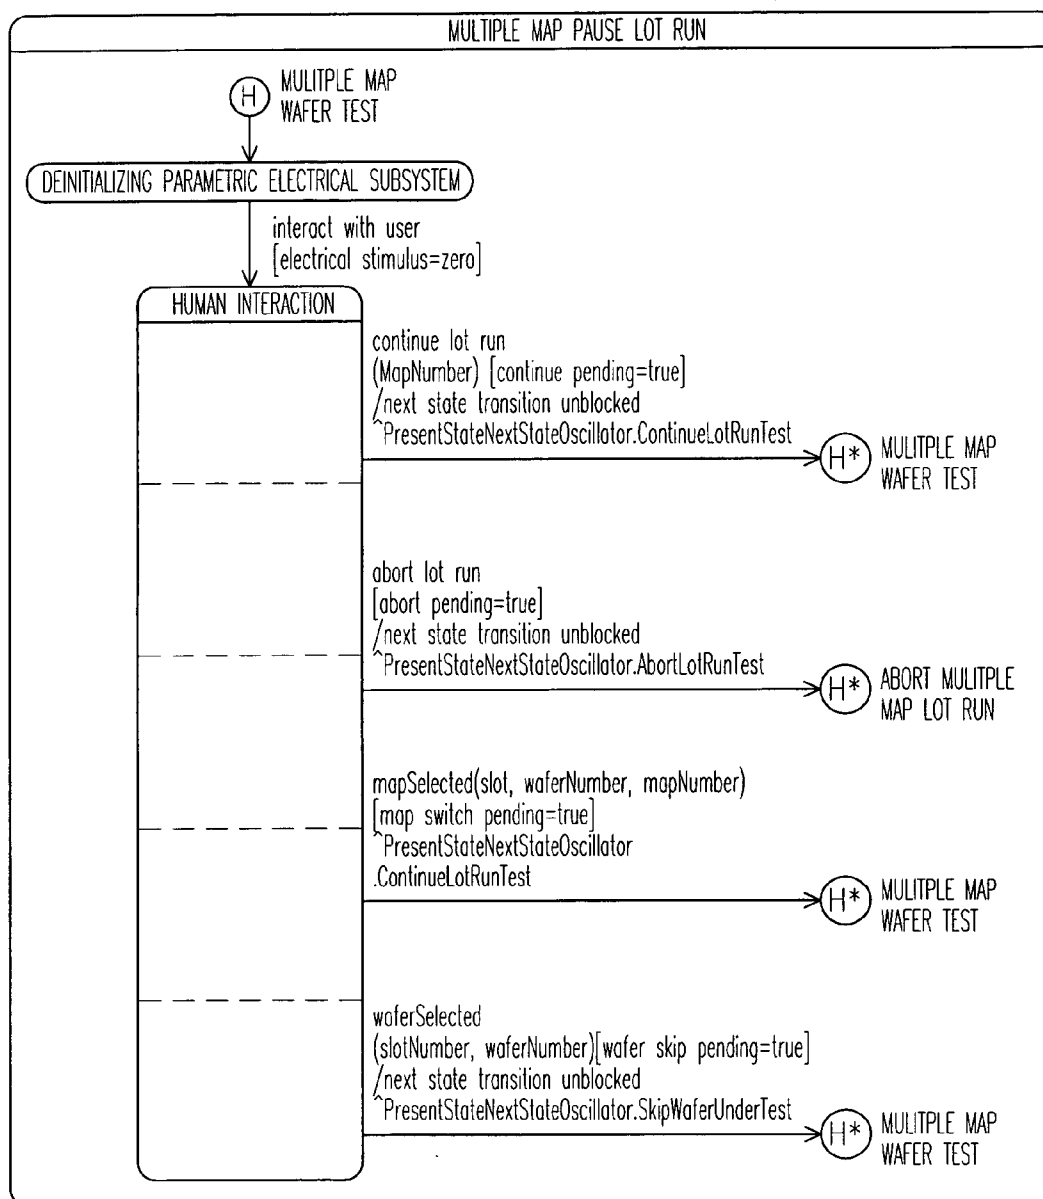 MULTIPLE MAP PAUSE LOT RUN
H
MULITPLE MAP
WAFER TEST
DEINITIALIZING PARAMETRIC ELECTRICAL SUBSYSTEM
interact with user
[electrical stimulus=zero]
HUMAN INTERACTION
continue lot run
(MapNumber) [continue pending=true]
/next state transition unblocked
^PresentStateNextStateOscillator.ContinueLotRunTest
H*
MULITPLE MAP
WAFER TEST
abort lot run
[abort pending=true]
/next state transition unblocked
^PresentStateNextStateOscillator.AbortLotRunTest
H*
ABORT MULITPLE
MAP LOT RUN
mapSelected(slot, waferNumber, mapNumber)
[map switch pending=true]
^PresentStateNextStateOscillator
.ContinueLotRunTest
H*
MULITPLE MAP
WAFER TEST
waferSelected
(slotNumber, waferNumber)[wafer skip pending=true]
/next state transition unblocked
^PresentStateNextStateOscillator.SkipWaferUnderTest
H*
MULITPLE MAP
WAFER TEST